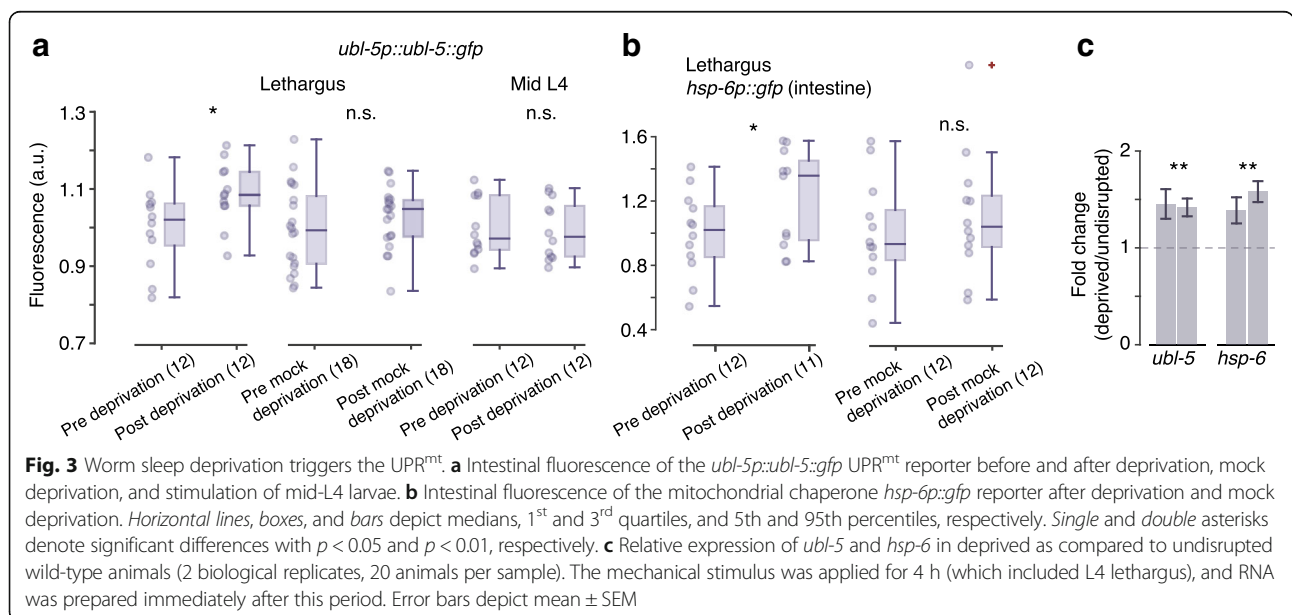 a
ubl-5p::ubl-5::gfp
Lethargus
Mid L4
Fluorescence (a.u.)
1.3
1.1
0.9
0.7
*
n.s.
n.s.
Pre deprivation (12)
Post deprivation (12)
Pre mock
deprivation (18)
Post mock
deprivation (18)
Pre deprivation (12)
Post deprivation (12)
b
Lethargus
hsp-6p::gfp (intestine)
1.6
1.2
0.8
0.4
*
n.s.
Pre deprivation (12)
Post deprivation (11)
Pre mock
deprivation (12)
Post mock
deprivation (12)
c
Fold change
(deprived/undisrupted)
2
1
0
**
**
ubl-5
hsp-6
Fig. 3 Worm sleep deprivation triggers the UPRmt. a Intestinal fluorescence of the ubl-5p::ubl-5::gfp UPRmt reporter before and after deprivation, mock
deprivation, and stimulation of mid-L4 larvae. b Intestinal fluorescence of the mitochondrial chaperone hsp-6p::gfp reporter after deprivation and mock
deprivation. Horizontal lines, boxes, and bars depict medians, 1st and 3rd quartiles, and 5th and 95th percentiles, respectively. Single and double asterisks
denote significant differences with p < 0.05 and p < 0.01, respectively. c Relative expression of ubl-5 and hsp-6 in deprived as compared to undisrupted
wild-type animals (2 biological replicates, 20 animals per sample). The mechanical stimulus was applied for 4 h (which included L4 lethargus), and RNA
was prepared immediately after this period. Error bars depict mean ± SEM